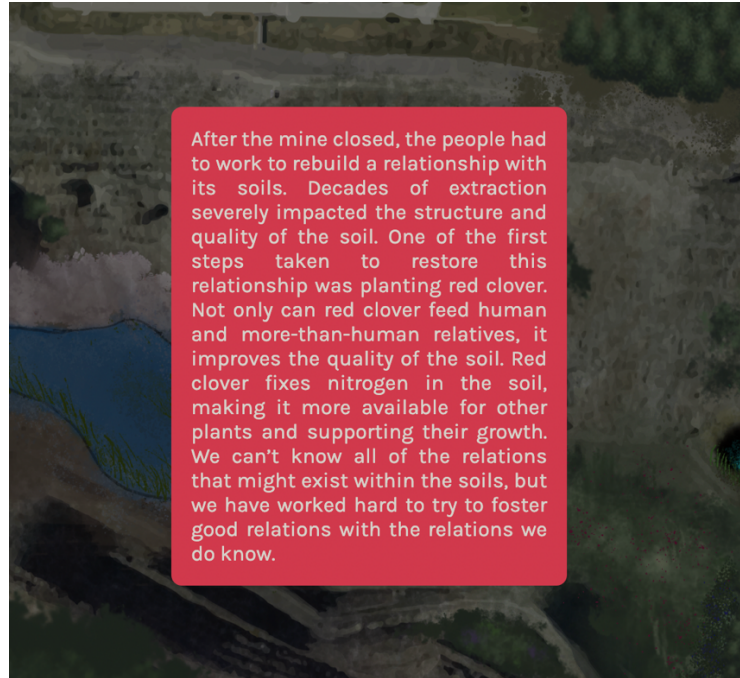 After the mine closed, the people had
to work to rebuild a relationship with
its soils. Decades of extraction
severely impacted the structure and
quality of the soil. One of the first
steps taken to restore this
relationship was planting red clover.
Not only can red clover feed human
and more-than-human relatives, it
improves the quality of the soil. Red
clover fixes nitrogen in the soil,
making it more available for other
plants and supporting their growth.
We can’t know all of the relations
that might exist within the soils, but
we have worked hard to try to foster
good relations with the relations we
do know.